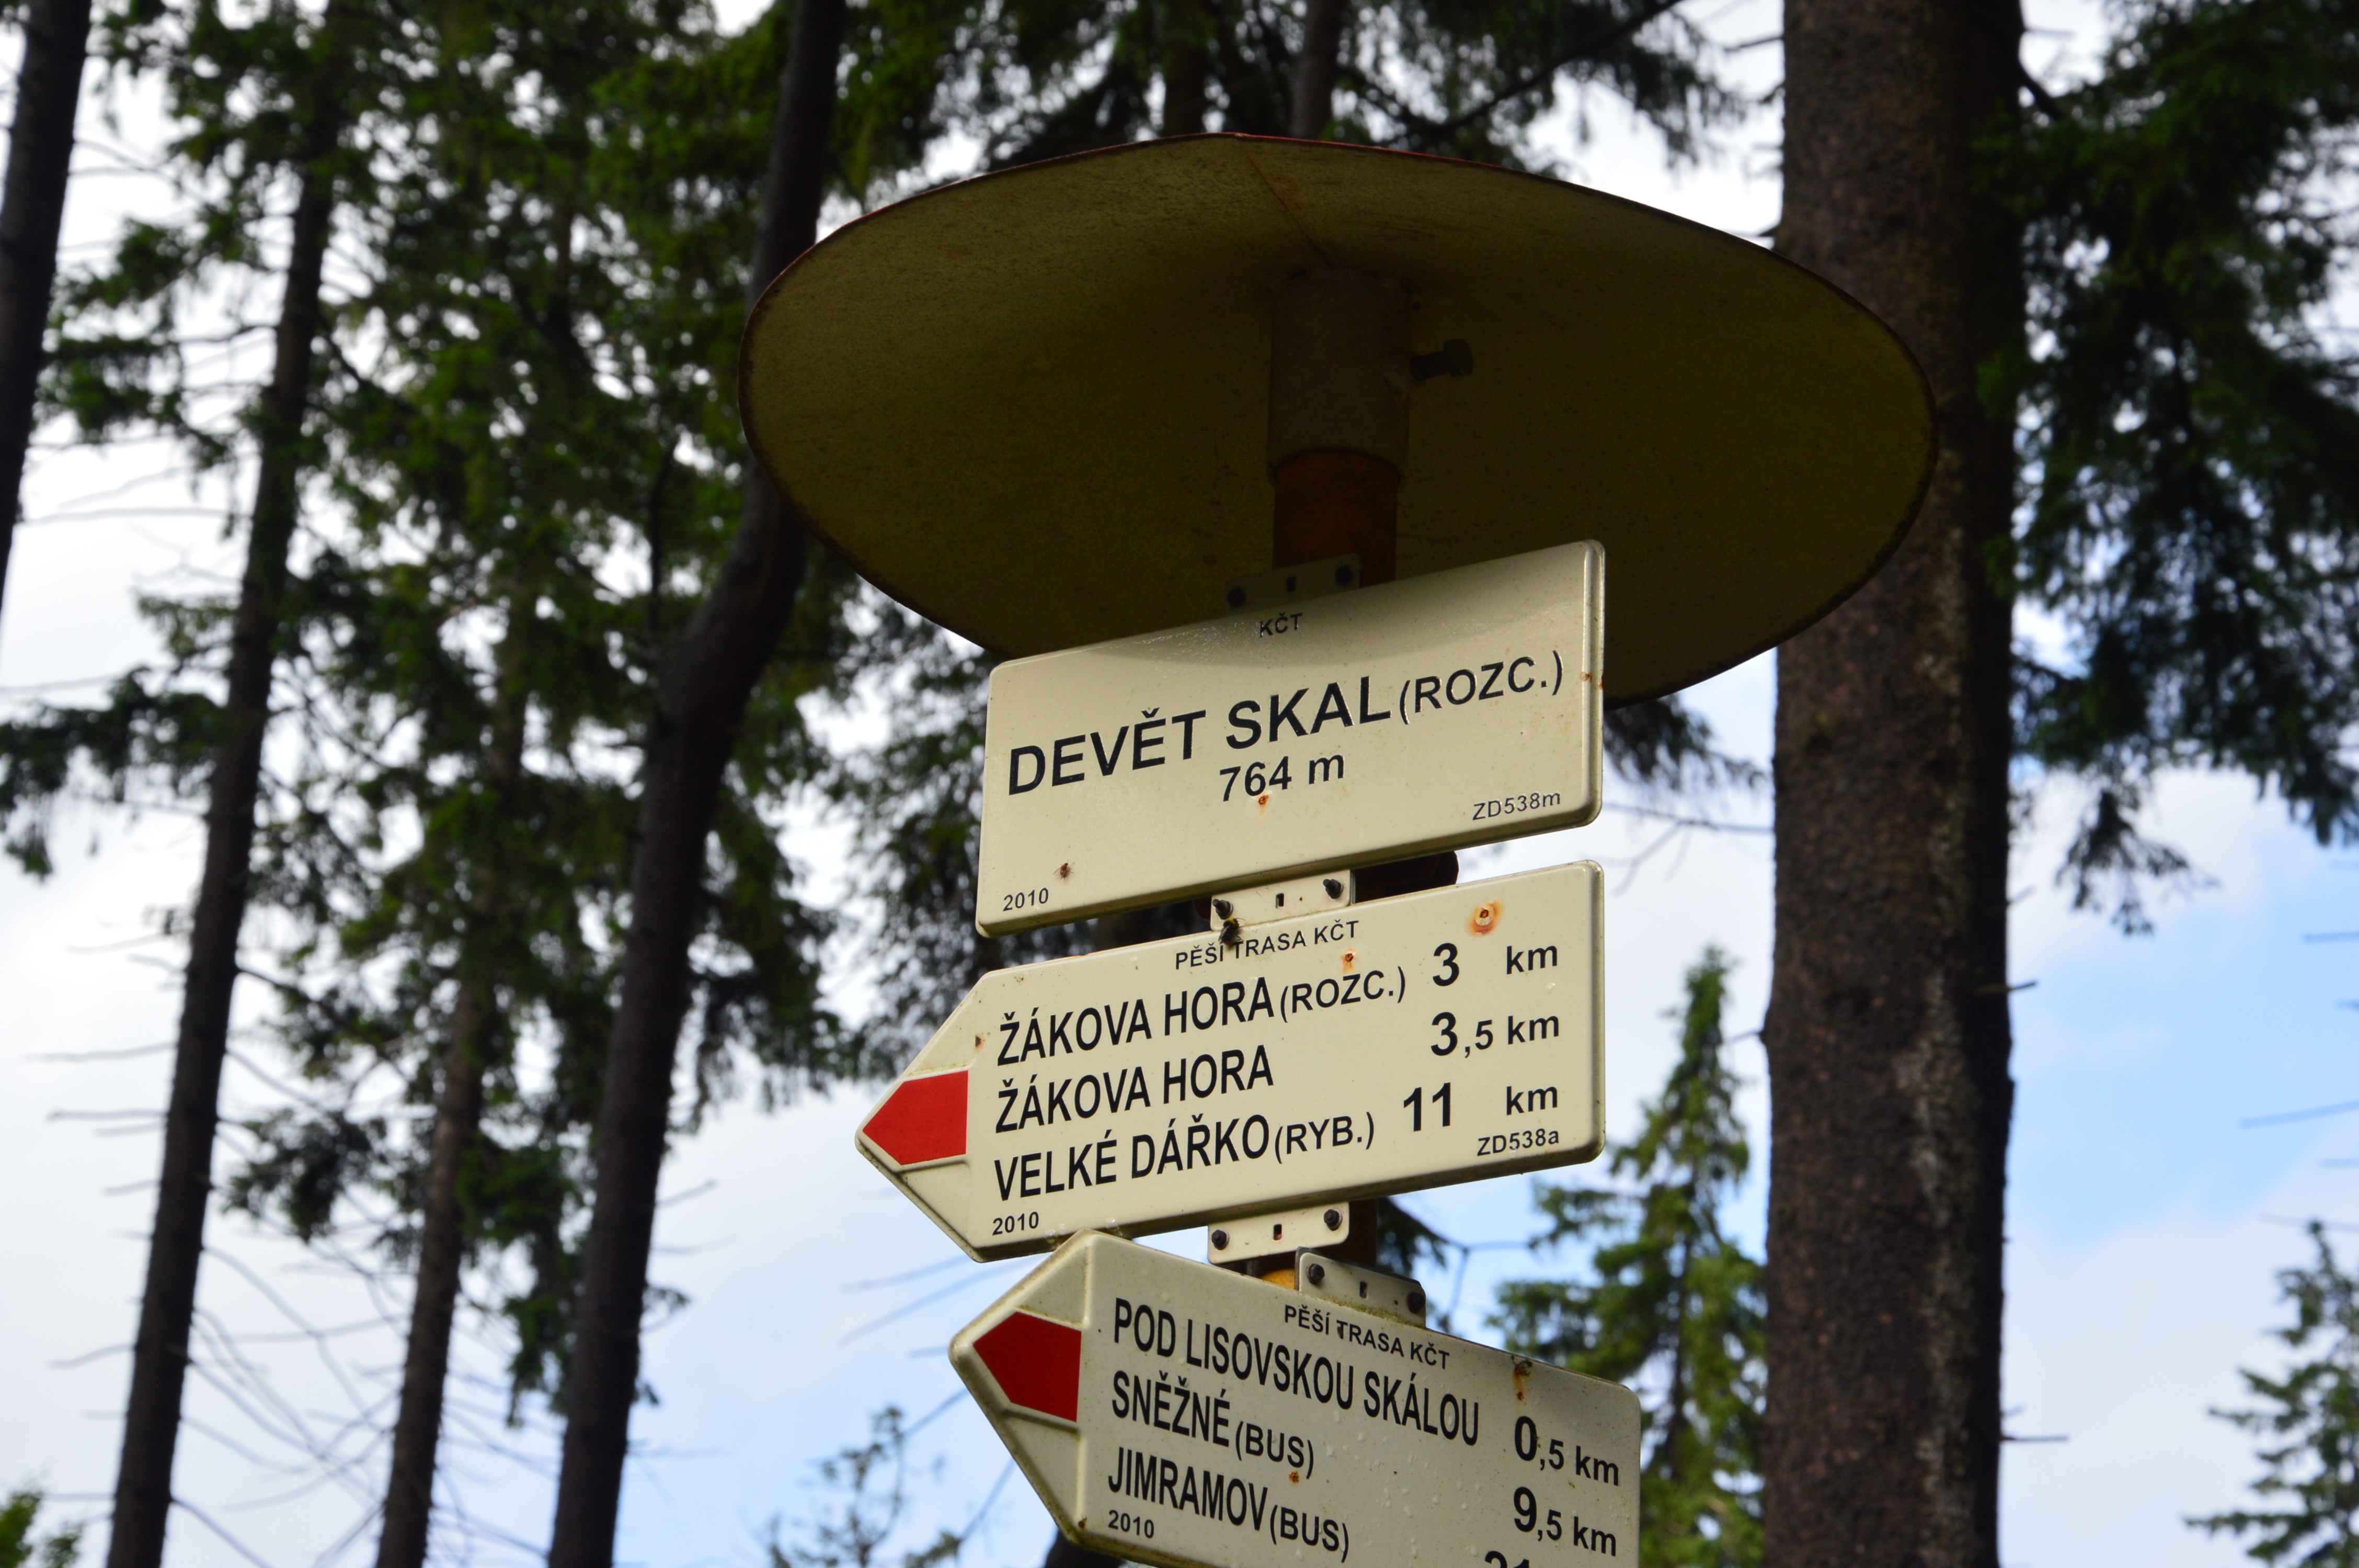 KČT
DEVĚT SKAL (ROZC.)
764 m
ZD538m
2010
PĚŠÍ TRASA KČT
ŽÁKOVA HORA (ROZC.) 3 km
ŽÁKOVA HORA 3,5 km
VELKÉ DÁŘKO (RYB.) 11 km
ZD538a
2010
PĚŠÍ TRASA KČT
POD LISOVSKOU SKÁLOU 0,5 km
SNĚŽNÉ (BUS) 9,5 km
JIMRAMOV (BUS)
2010